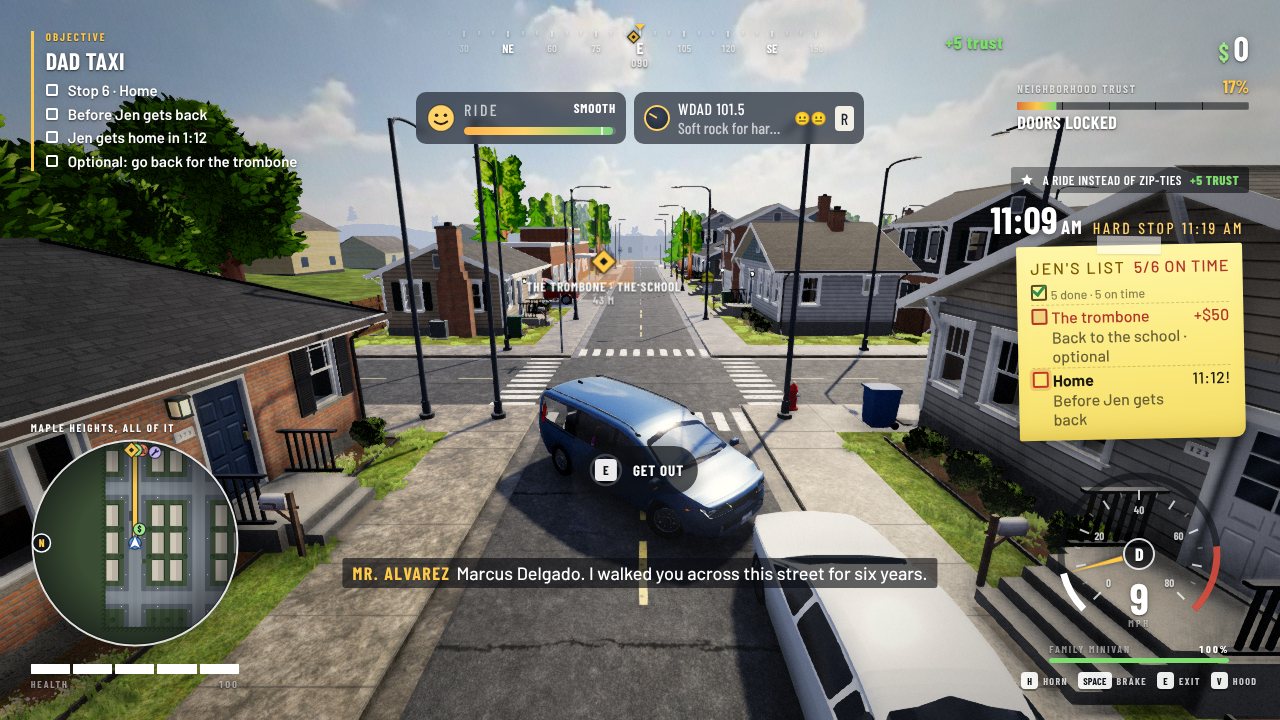 OBJECTIVE
DAD TAXI
Stop 6 · Home
Before Jen gets back
Jen gets home in 1:12
Optional: go back for the trombone
30 NE 60 75 E 105 120 SE 150
090
RIDE SMOOTH
WDAD 101.5
Soft rock for har...
R
+5 trust
$0
NEIGHBORHOOD TRUST 17%
DOORS LOCKED
A RIDE INSTEAD OF ZIP-TIES +5 TRUST
11:09 AM HARD STOP 11:19 AM
JEN'S LIST 5/6 ON TIME
5 done · 5 on time
The trombone +$50
Back to the school ·
optional
Home 11:12!
Before Jen gets
back
THE TROMBONE · THE SCHOOL
43 M
E GET OUT
MR. ALVAREZ Marcus Delgado. I walked you across this street for six years.
MAPLE HEIGHTS, ALL OF IT
N
$
HEALTH 100
0 20 40 60 80
D
9
MPH
FAMILY MINIVAN 100%
H HORN SPACE BRAKE E EXIT V HOOD